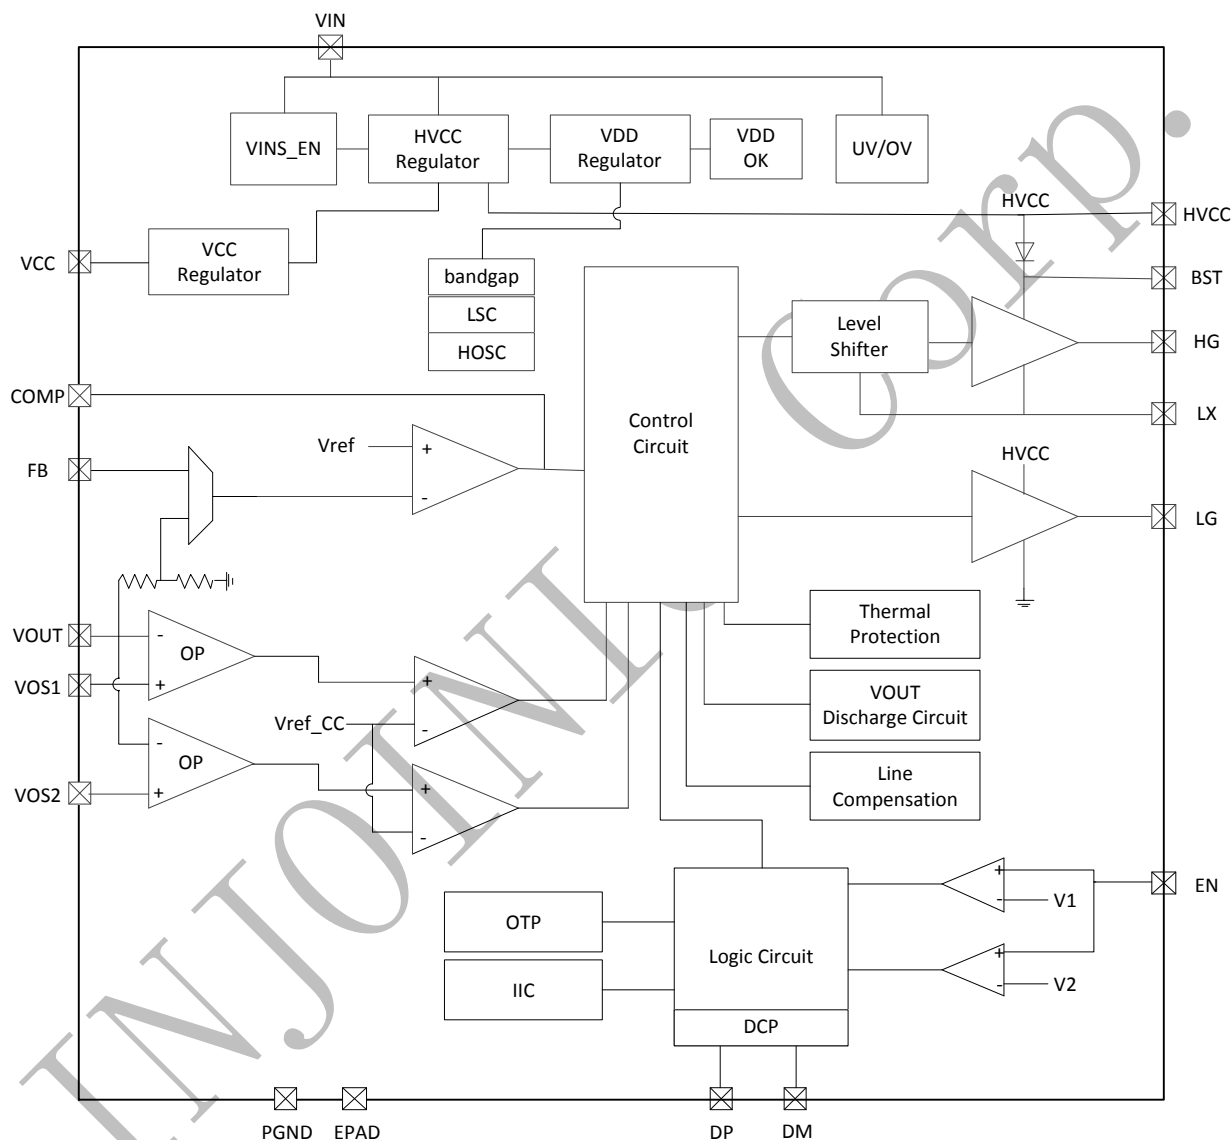 VIN
VINS_EN
HVCC
Regulator
VDD
Regulator
VDD
OK
UV/OV
HVCC
HVCC
VCC
VCC
Regulator
bandgap
LSC
HOSC
BST
Level
Shifter
HG
COMP
LX
Control
Circuit
Vref
+
-
FB
HVCC
LG
VOUT
-
OP
+
VOS1
Thermal
Protection
+
Vref_CC
-
VOUT
Discharge Circuit
-
OP
+
VOS2
+
-
Line
Compensation
+
-
V1
EN
OTP
Logic Circuit
+
-
V2
IIC
DCP
PGND
EPAD
DP
DM
INJOINIC Corp.